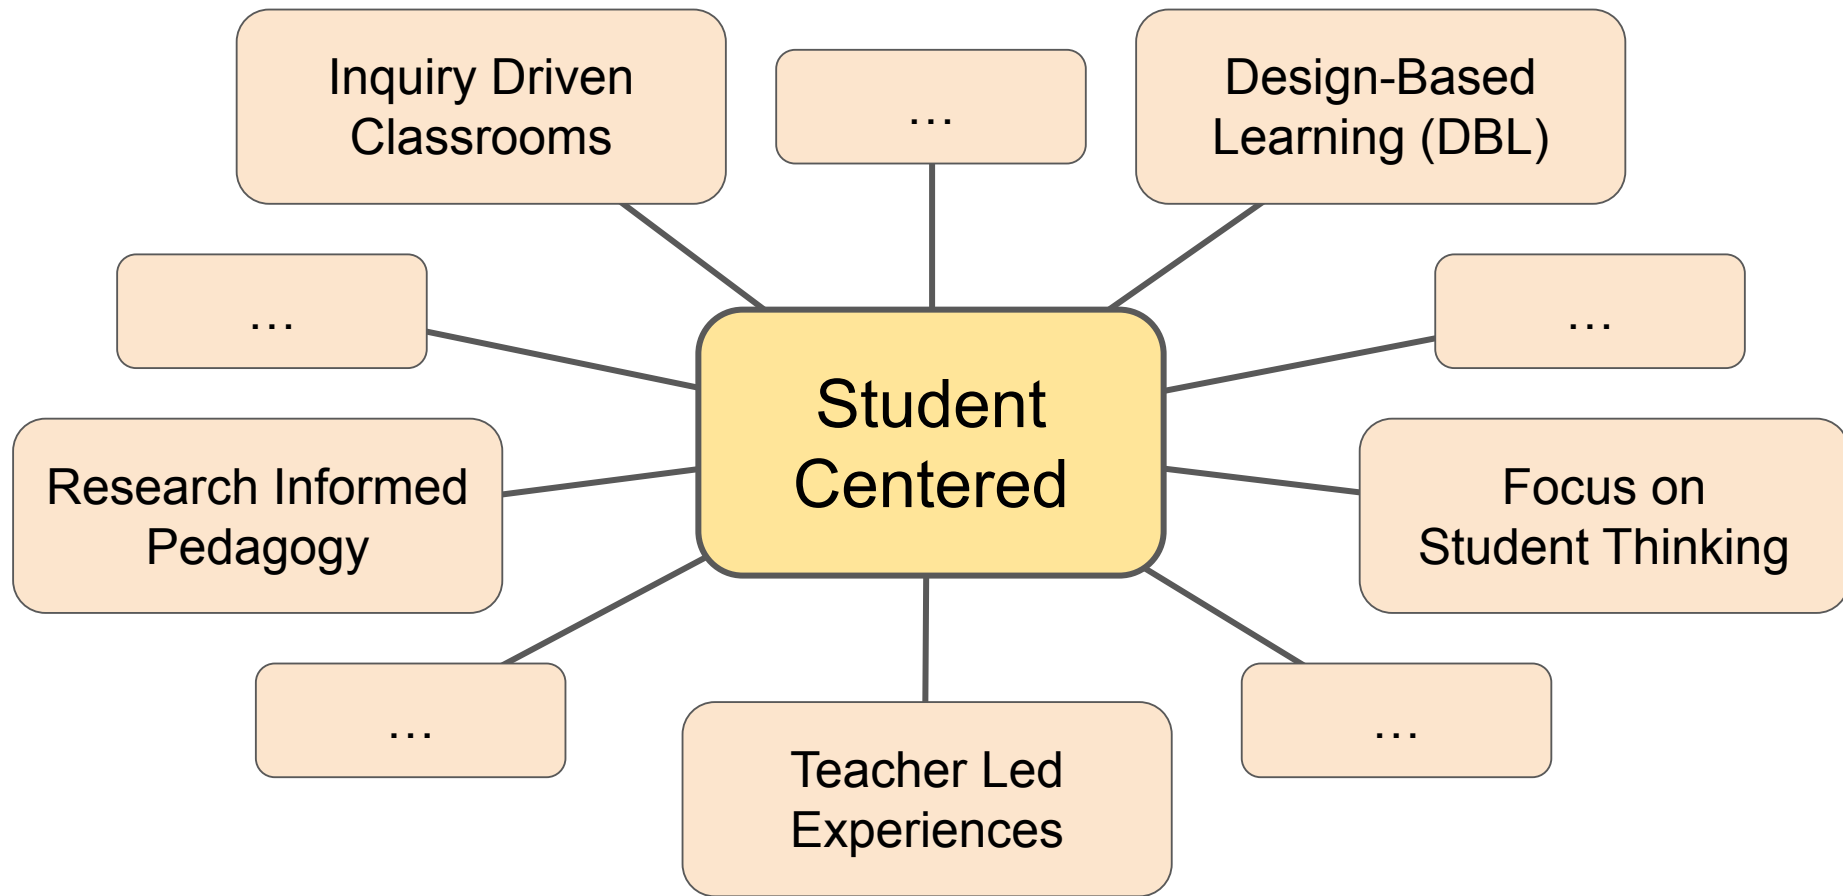 Inquiry Driven
Classrooms
...
Design-Based
Learning (DBL)
...
...
Student
Centered
Research Informed
Pedagogy
Focus on
Student Thinking
...
...
Teacher Led
Experiences